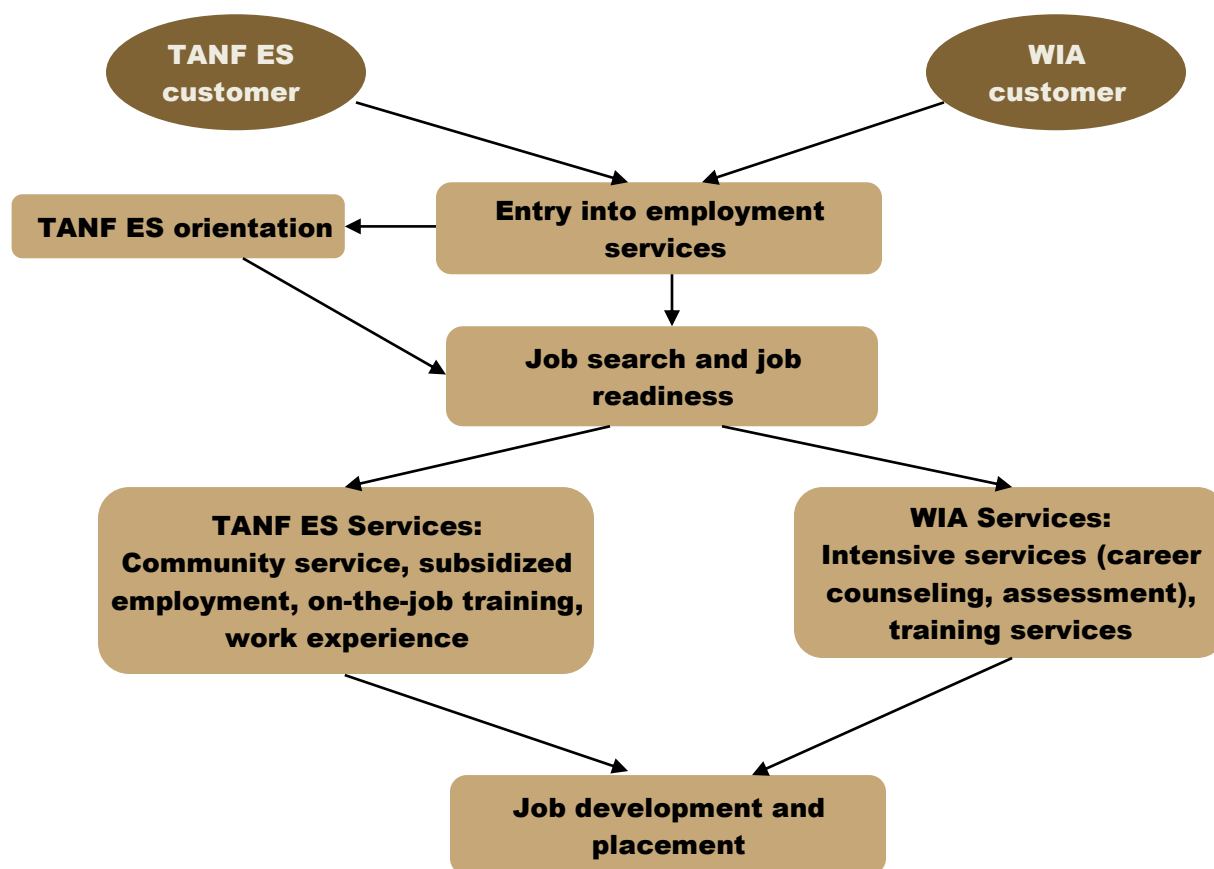 TANF ES
customer
WIA
customer
Entry into employment
services
TANF ES orientation
Job search and job
readiness
TANF ES Services:
Community service, subsidized
employment, on-the-job training,
work experience
WIA Services:
Intensive services (career
counseling, assessment),
training services
Job development and
placement